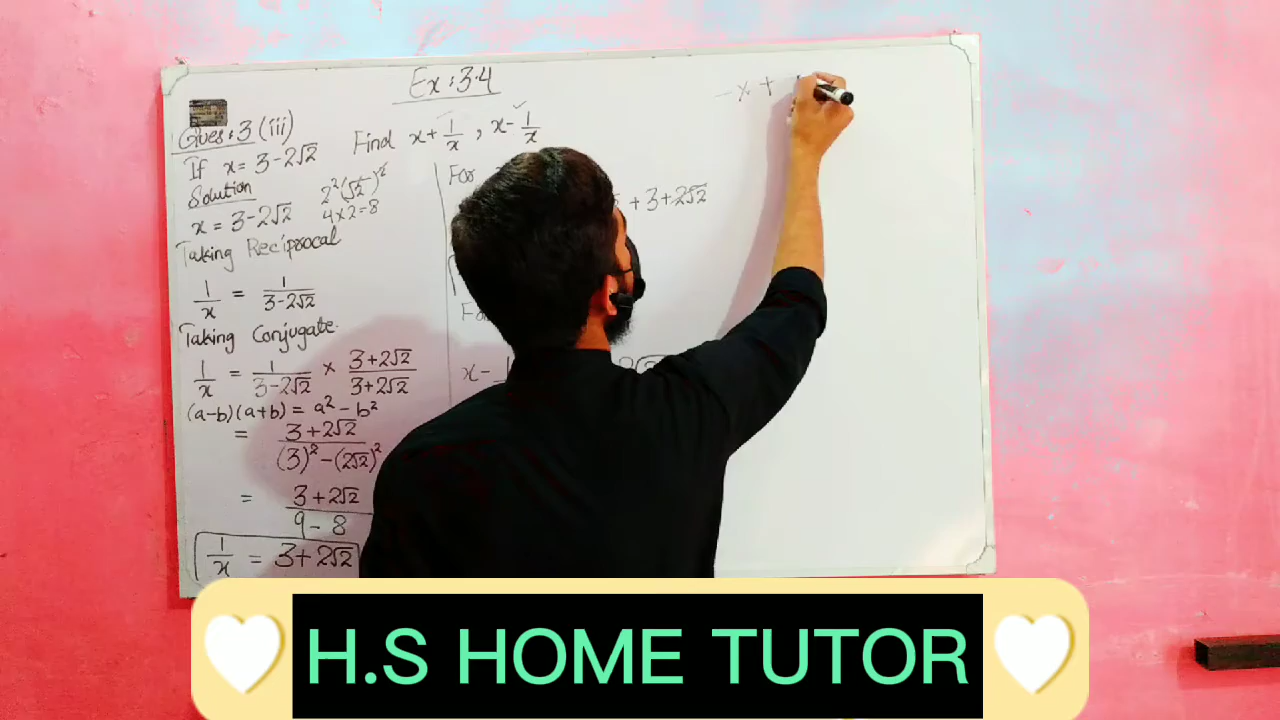 Ex: 3.4
Ques: 3 (iii)
If x = 3 - 2√2 Find x + 1/x , x - 1/x
Solution
x = 3 - 2√2
2²(√2)²
4 x 2 = 8
Taking Reciprocal
1/x = 1/(3-2√2)
Taking Conjugate.
1/x = 1/(3-2√2) × (3+2√2)/(3+2√2)
(a-b)(a+b) = a² - b²
= (3+2√2)/((3)² - (2√2)²)
= (3+2√2)/(9 - 8)
1/x = 3 + 2√2
For
+ 3 + 2√2
x -
- x +
H.S HOME TUTOR